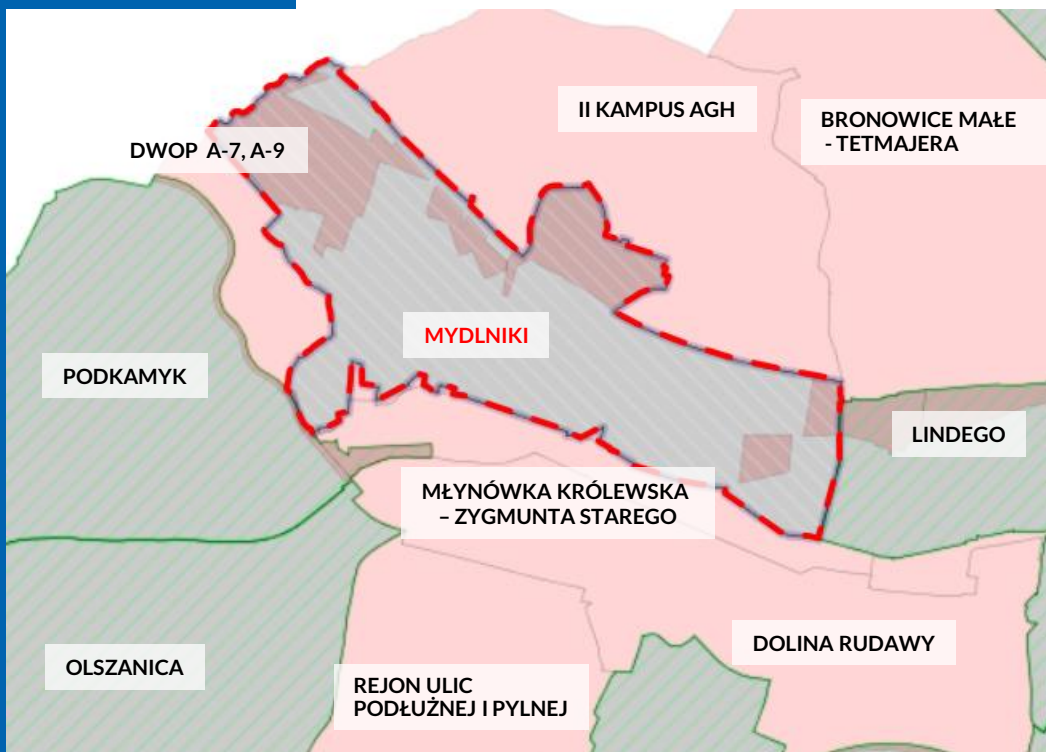 II KAMPUS AGH
BRONOWICE MAŁE
- TETMAJERA
DWOP A-7, A-9
MYDLNIKI
PODKAMYK
LINDEGO
MŁYNÓWKA KRÓLEWSKA
– ZYGMUNTA STAREGO
DOLINA RUDAWY
OLSZANICA
REJON ULIC
PODŁUŻNEJ I PYLNEJ